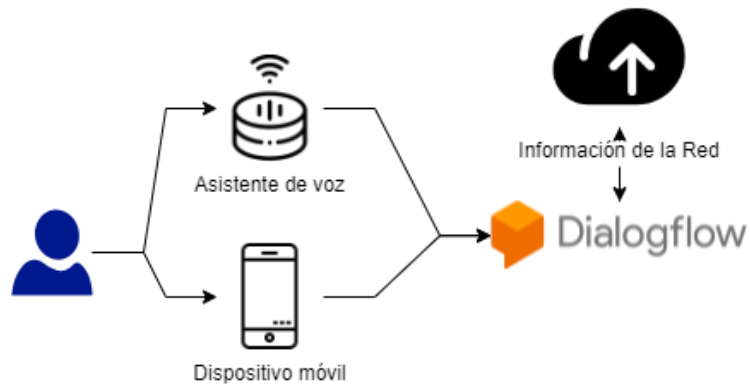 Información de la Red
Asistente de voz
Dialogflow
Dispositivo móvil